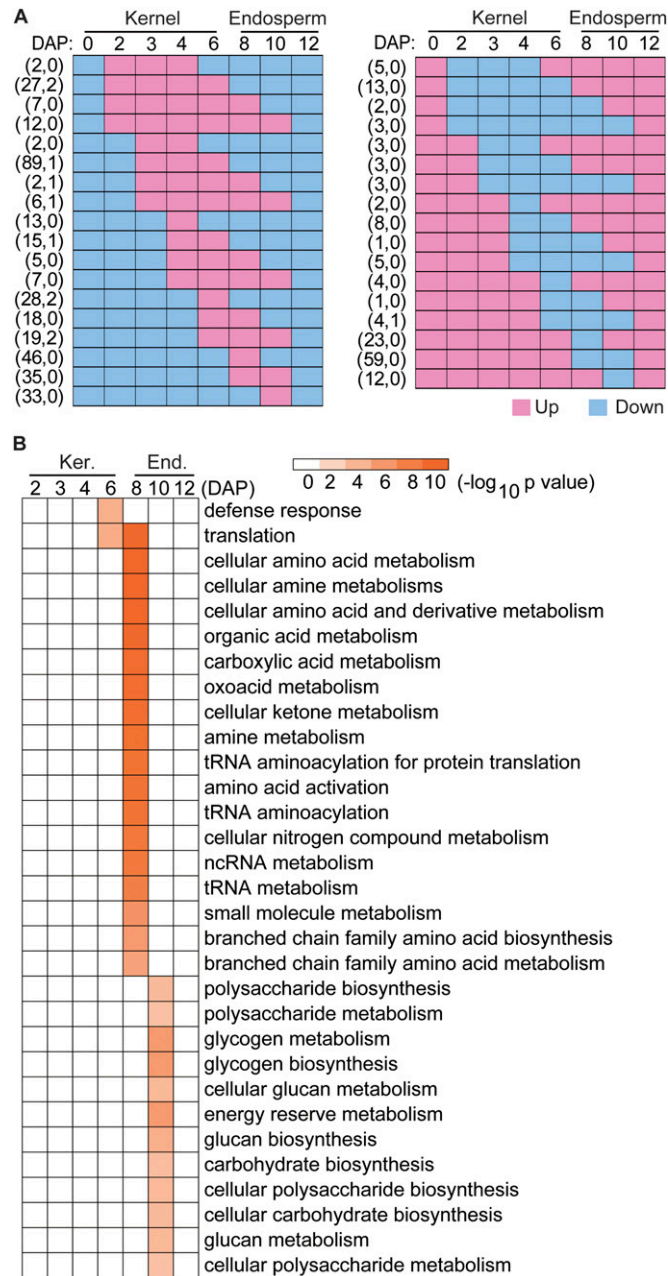 A
Kernel Endosperm
DAP: 0 2 3 4 6 8 10 12
(2,0)
(27,2)
(7,0)
(12,0)
(2,0)
(89,1)
(2,1)
(6,1)
(13,0)
(15,1)
(5,0)
(7,0)
(28,2)
(18,0)
(19,2)
(46,0)
(35,0)
(33,0)
Kernel Endosperm
DAP: 0 2 3 4 6 8 10 12
(5,0)
(13,0)
(2,0)
(3,0)
(3,0)
(3,0)
(3,0)
(2,0)
(8,0)
(1,0)
(5,0)
(4,0)
(1,0)
(4,1)
(23,0)
(59,0)
(12,0)
Up Down
B
Ker. End.
2 3 4 6 8 10 12 (DAP)
0 2 4 6 8 10 (-log10 p value)
defense response
translation
cellular amino acid metabolism
cellular amine metabolisms
cellular amino acid and derivative metabolism
organic acid metabolism
carboxylic acid metabolism
oxoacid metabolism
cellular ketone metabolism
amine metabolism
tRNA aminoacylation for protein translation
amino acid activation
tRNA aminoacylation
cellular nitrogen compound metabolism
ncRNA metabolism
tRNA metabolism
small molecule metabolism
branched chain family amino acid biosynthesis
branched chain family amino acid metabolism
polysaccharide biosynthesis
polysaccharide metabolism
glycogen metabolism
glycogen biosynthesis
cellular glucan metabolism
energy reserve metabolism
glucan biosynthesis
carbohydrate biosynthesis
cellular polysaccharide biosynthesis
cellular carbohydrate biosynthesis
glucan metabolism
cellular polysaccharide metabolism